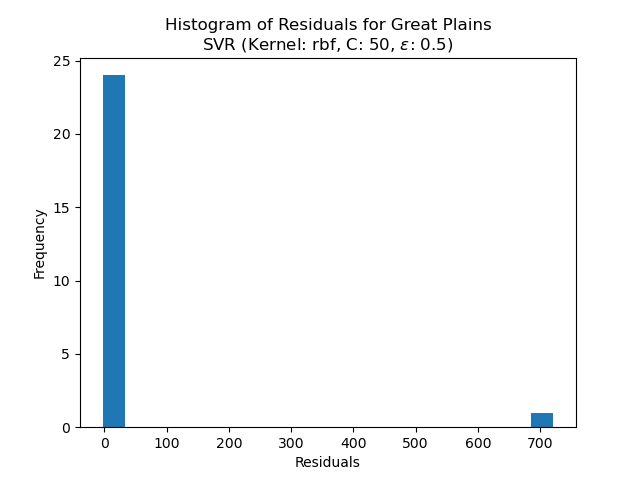 Histogram of Residuals for Great Plains
SVR (Kernel: rbf, C: 50, ε: 0.5)
25
20
15
10
5
0
Frequency
0 100 200 300 400 500 600 700
Residuals